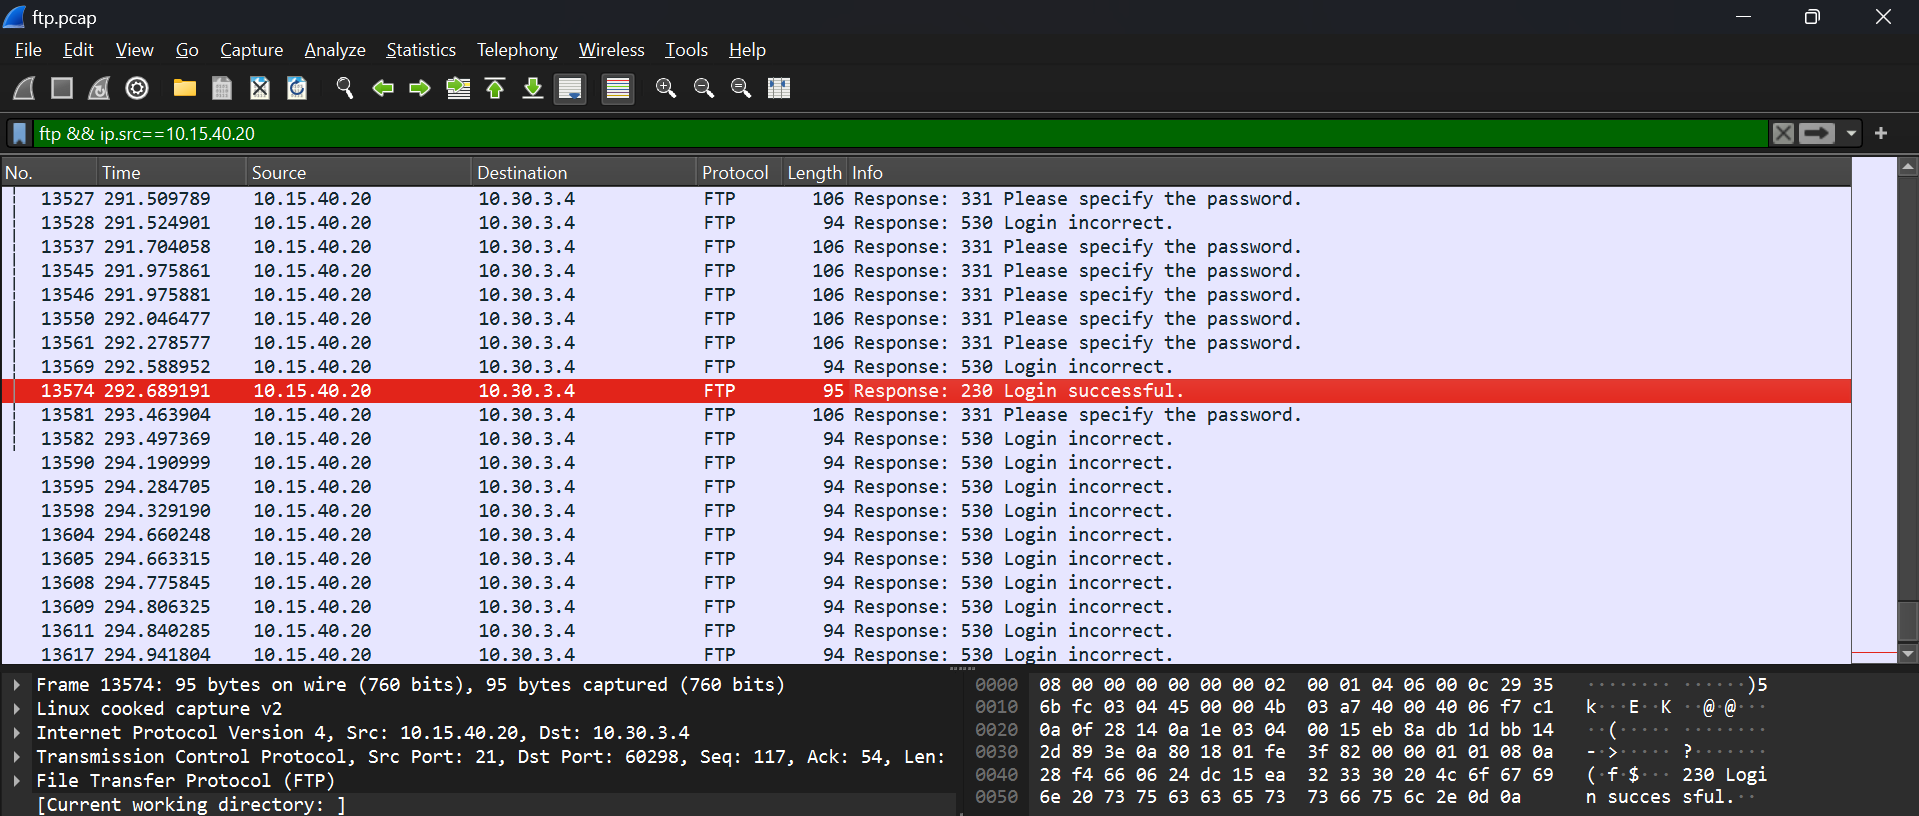 ftp.pcap
File Edit View Go Capture Analyze Statistics Telephony Wireless Tools Help
ftp && ip.src==10.15.40.20
No. Time Source Destination Protocol Length Info
13527 291.509789 10.15.40.20 10.30.3.4 FTP 106 Response: 331 Please specify the password.
13528 291.524901 10.15.40.20 10.30.3.4 FTP 94 Response: 530 Login incorrect.
13537 291.704058 10.15.40.20 10.30.3.4 FTP 106 Response: 331 Please specify the password.
13545 291.975861 10.15.40.20 10.30.3.4 FTP 106 Response: 331 Please specify the password.
13546 291.975881 10.15.40.20 10.30.3.4 FTP 106 Response: 331 Please specify the password.
13550 292.046477 10.15.40.20 10.30.3.4 FTP 106 Response: 331 Please specify the password.
13561 292.278577 10.15.40.20 10.30.3.4 FTP 106 Response: 331 Please specify the password.
13569 292.588952 10.15.40.20 10.30.3.4 FTP 94 Response: 530 Login incorrect.
13574 292.689191 10.15.40.20 10.30.3.4 FTP 95 Response: 230 Login successful.
13581 293.463904 10.15.40.20 10.30.3.4 FTP 106 Response: 331 Please specify the password.
13582 293.497369 10.15.40.20 10.30.3.4 FTP 94 Response: 530 Login incorrect.
13590 294.190999 10.15.40.20 10.30.3.4 FTP 94 Response: 530 Login incorrect.
13595 294.284705 10.15.40.20 10.30.3.4 FTP 94 Response: 530 Login incorrect.
13598 294.329190 10.15.40.20 10.30.3.4 FTP 94 Response: 530 Login incorrect.
13604 294.660248 10.15.40.20 10.30.3.4 FTP 94 Response: 530 Login incorrect.
13605 294.663315 10.15.40.20 10.30.3.4 FTP 94 Response: 530 Login incorrect.
13608 294.775845 10.15.40.20 10.30.3.4 FTP 94 Response: 530 Login incorrect.
13609 294.806325 10.15.40.20 10.30.3.4 FTP 94 Response: 530 Login incorrect.
13611 294.840285 10.15.40.20 10.30.3.4 FTP 94 Response: 530 Login incorrect.
13617 294.941804 10.15.40.20 10.30.3.4 FTP 94 Response: 530 Login incorrect.
Frame 13574: 95 bytes on wire (760 bits), 95 bytes captured (760 bits)
Linux cooked capture v2
Internet Protocol Version 4, Src: 10.15.40.20, Dst: 10.30.3.4
Transmission Control Protocol, Src Port: 21, Dst Port: 60298, Seq: 117, Ack: 54, Len:
File Transfer Protocol (FTP)
[Current working directory: ]
0000 08 00 00 00 00 00 00 02 00 01 04 06 00 0c 29 35 ········ ······)5
0010 6b fc 03 04 45 00 00 4b 03 a7 40 00 40 06 f7 c1 k···E··K ··@·@···
0020 0a 0f 28 14 0a 1e 03 04 00 15 eb 8a db 1d bb 14 ··(····· ········
0030 2d 89 3e 0a 80 18 01 fe 3f 82 00 00 01 01 08 0a -·>····· ?·······
0040 28 f4 66 06 24 dc 15 ea 32 33 30 20 4c 6f 67 69 (·f·$··· 230 Logi
0050 6e 20 73 75 63 63 65 73 73 66 75 6c 2e 0d 0a n succes sful.··